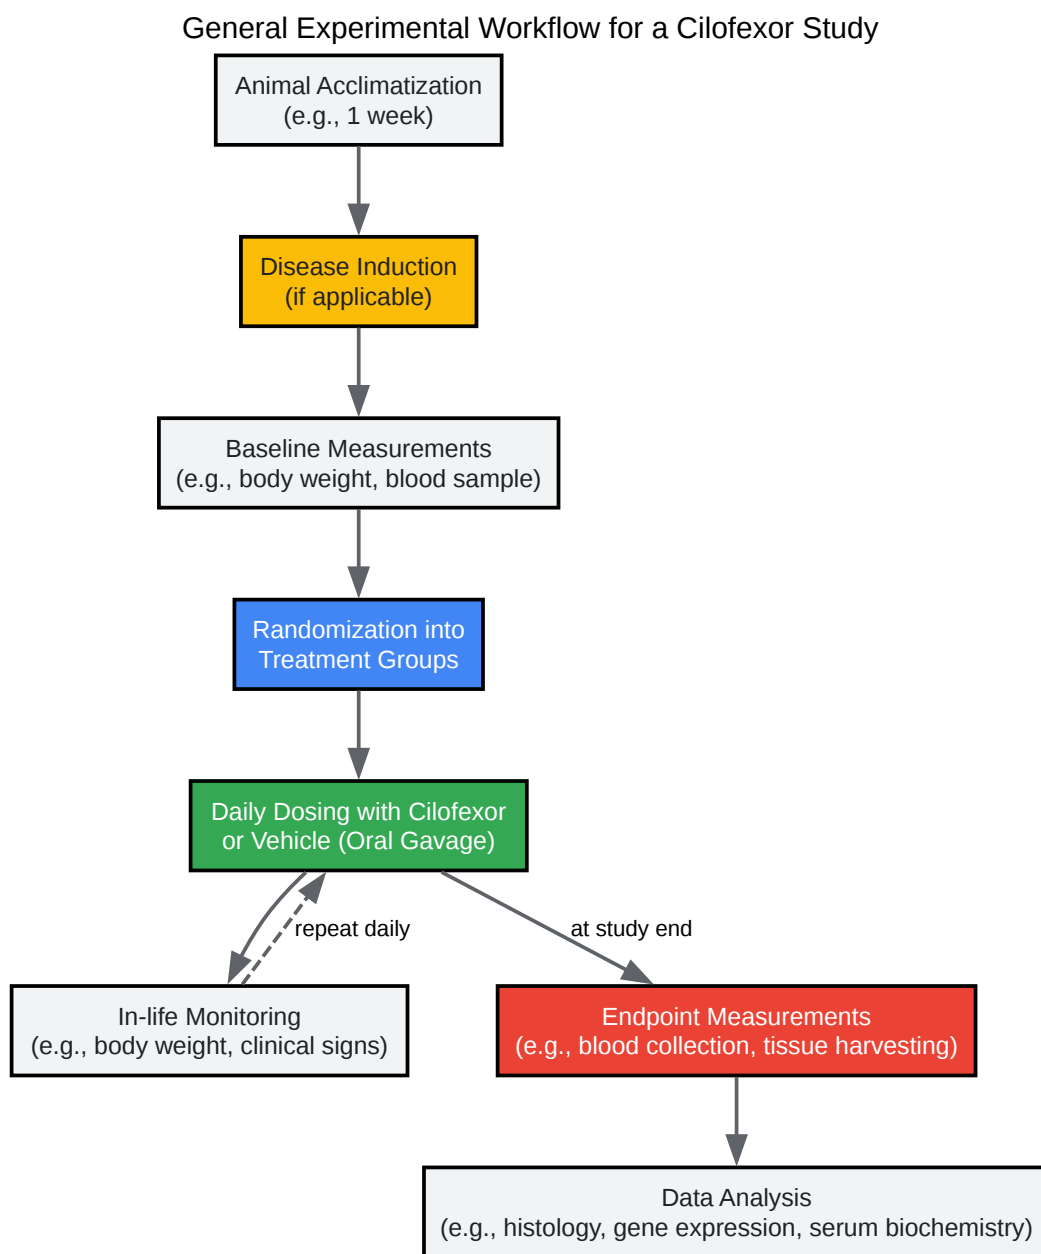 General Experimental Workflow for a Cilofexor Study
Animal Acclimatization
(e.g., 1 week)
Disease Induction
(if applicable)
Baseline Measurements
(e.g., body weight, blood sample)
Randomization into
Treatment Groups
Daily Dosing with Cilofexor
or Vehicle (Oral Gavage)
repeat daily
at study end
In-life Monitoring
(e.g., body weight, clinical signs)
Endpoint Measurements
(e.g., blood collection, tissue harvesting)
Data Analysis
(e.g., histology, gene expression, serum biochemistry)